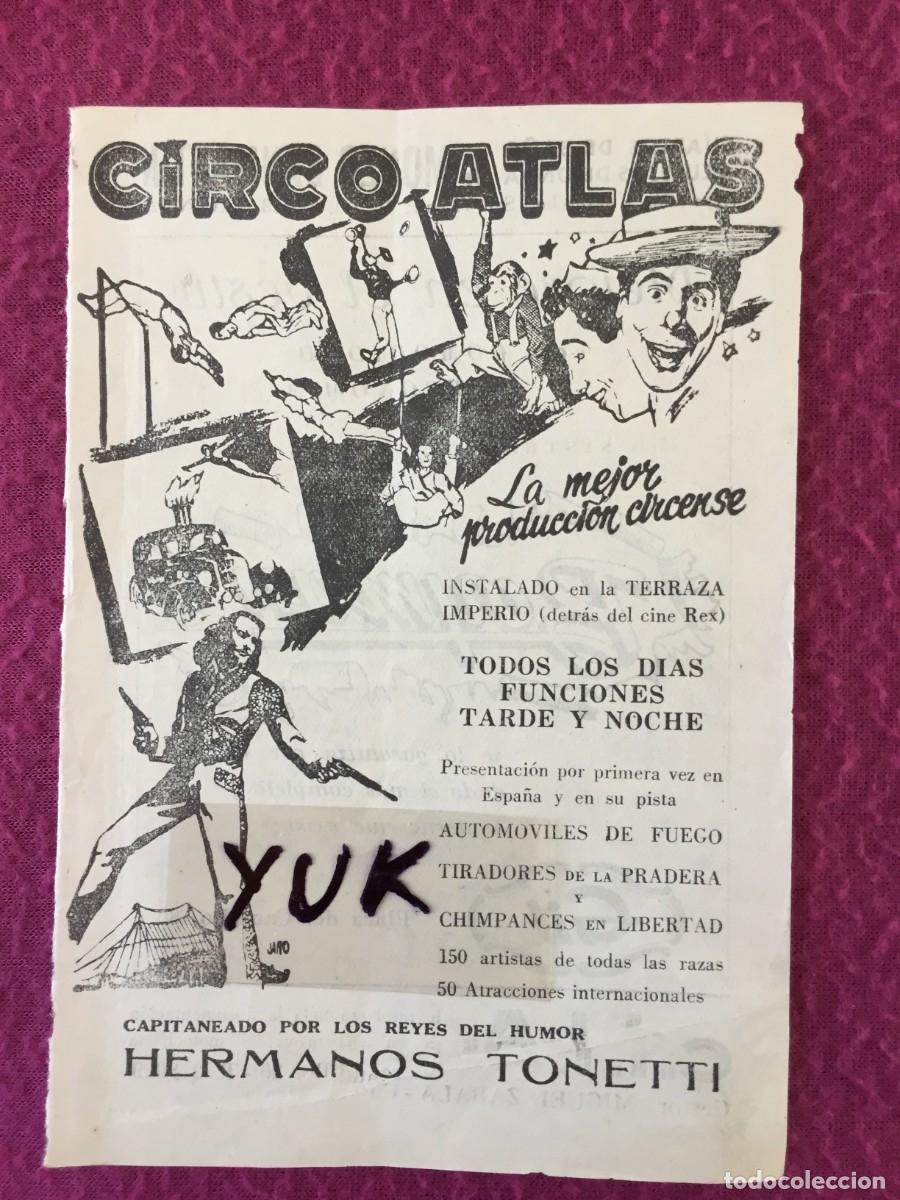 CIRCO ATLAS
La mejor
producción circense
INSTALADO en la TERRAZA
IMPERIO (detrás del cine Rex)
TODOS LOS DIAS
FUNCIONES
TARDE Y NOCHE
Presentación por primera vez en
España y en su pista
AUTOMOVILES DE FUEGO
TIRADORES DE LA PRADERA
Y
CHIMPANCES EN LIBERTAD
150 artistas de todas las razas
50 Atracciones internacionales
YUK
CAPITANEADO POR LOS REYES DEL HUMOR
HERMANOS TONETTI
todocoleccion